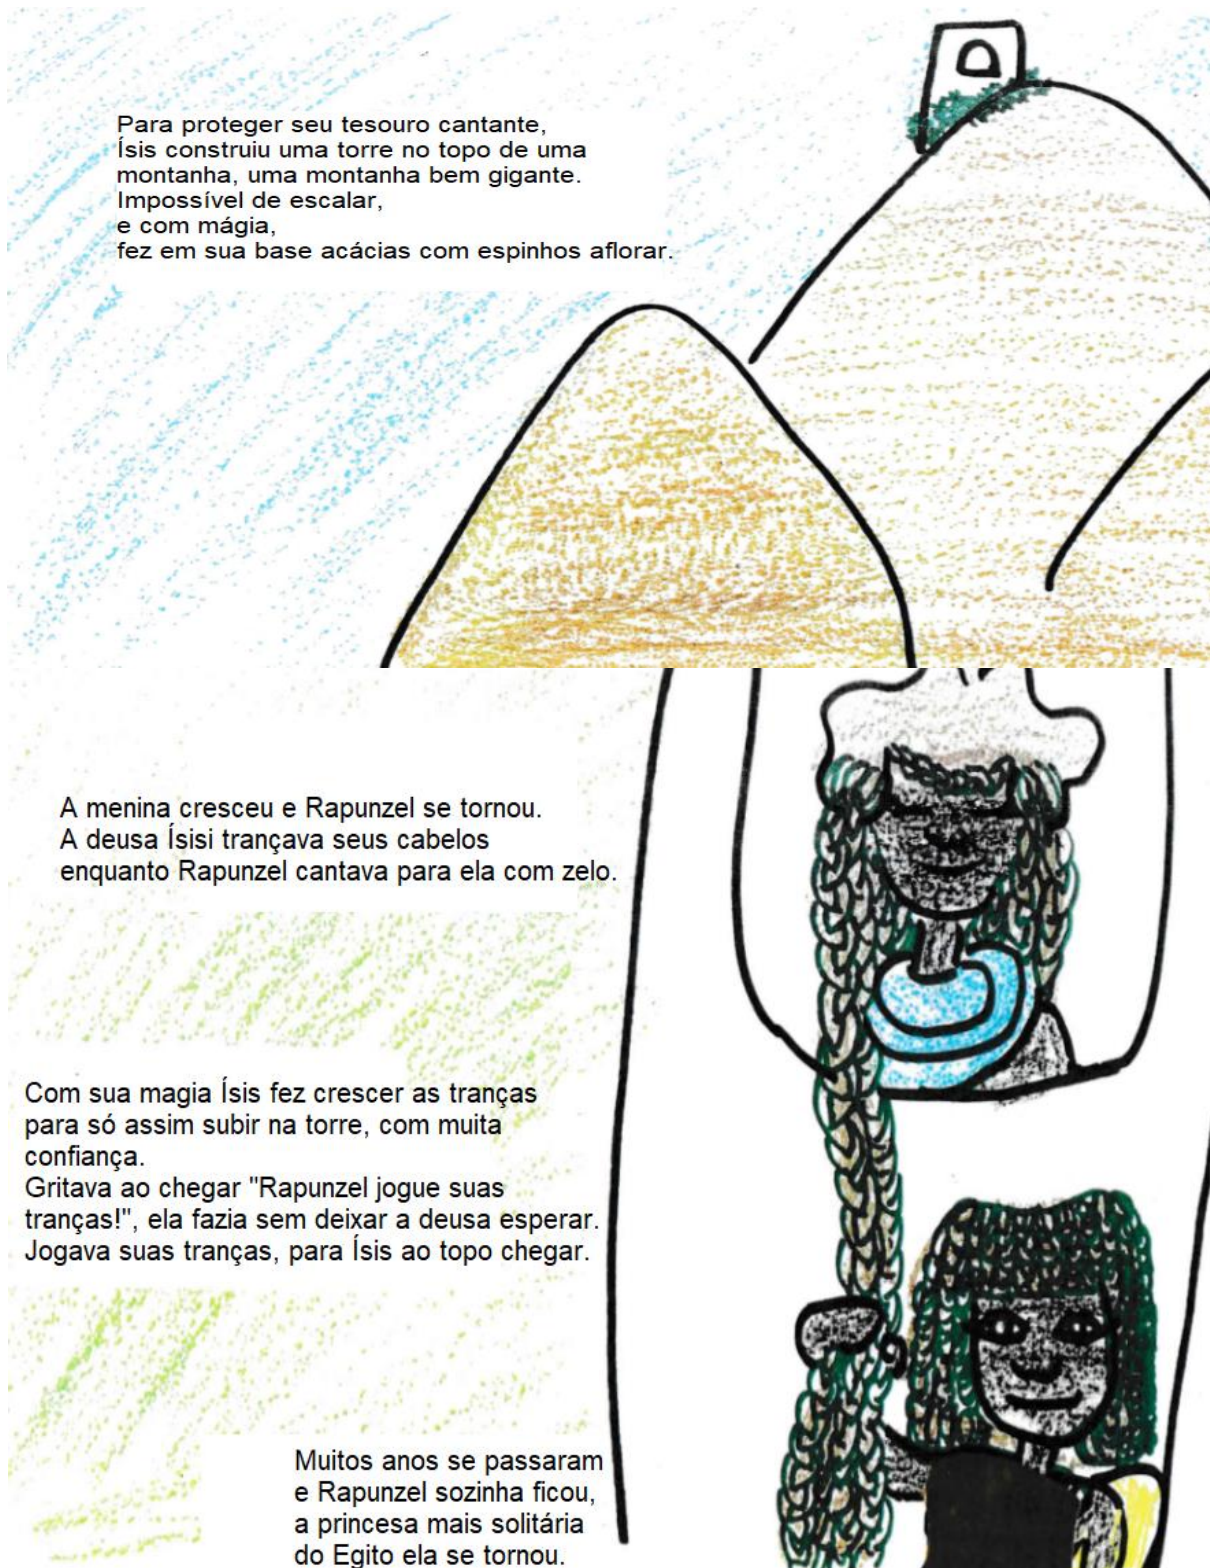 Para proteger seu tesouro cantante,
Ísis construiu uma torre no topo de uma
montanha, uma montanha bem gigante.
Impossível de escalar,
e com mágia,
fez em sua base acácias com espinhos aflorar.
A menina cresceu e Rapunzel se tornou.
A deusa Ísisi trançava seus cabelos
enquanto Rapunzel cantava para ela com zelo.
Com sua magia Ísis fez crescer as tranças
para só assim subir na torre, com muita
confiança.
Gritava ao chegar "Rapunzel jogue suas
tranças!", ela fazia sem deixar a deusa esperar.
Jogava suas tranças, para Ísis ao topo chegar.
Muitos anos se passaram
e Rapunzel sozinha ficou,
a princesa mais solitária
do Egito ela se tornou.